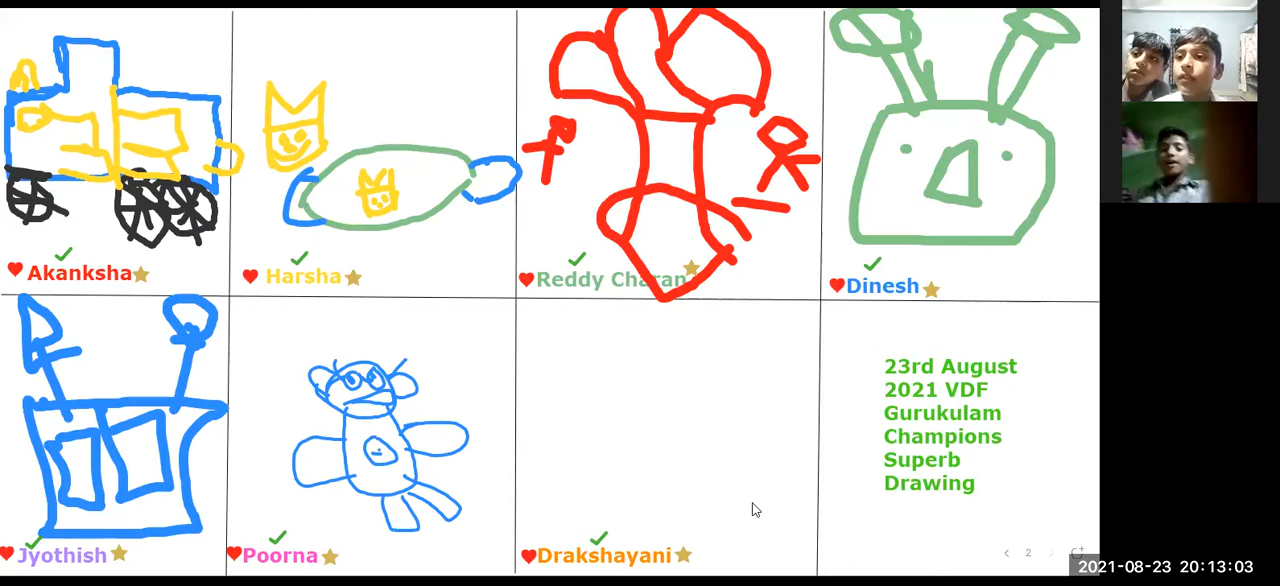 Akanksha
Harsha
Reddy Charan
Dinesh
Jyothish
Poorna
Drakshayani
23rd August
2021 VDF
Gurukulam
Champions
Superb
Drawing
2
2021-08-23 20:13:03